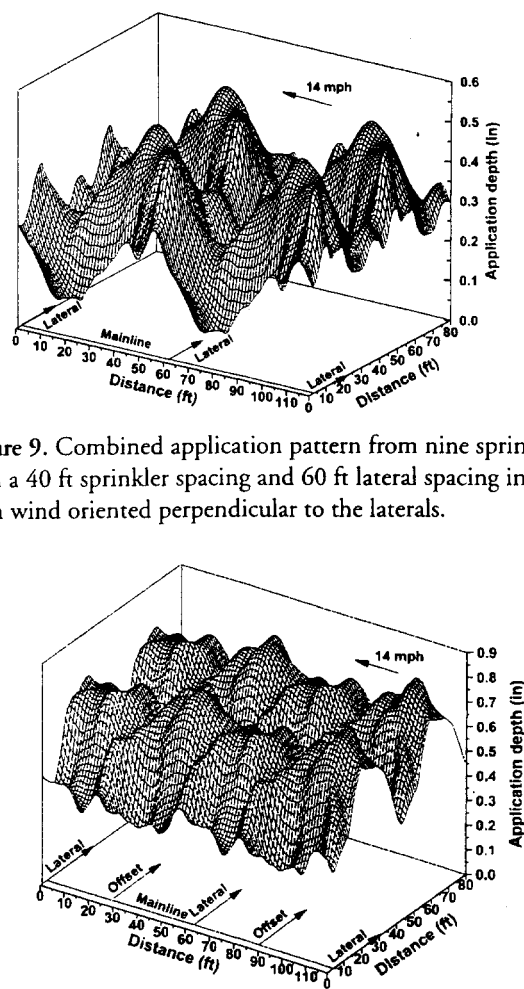 14 mph
0.6
0.5
0.4
0.3
0.2
0.1
0.0
Application depth (in)
Lateral
Mainline
Lateral
Lateral
0 10 20 30 40 50 60 70 80 90 100 110
Distance (ft)
0 10 20 30 40 50 60 70 80
Distance (ft)
re 9. Combined application pattern from nine sprin
a 40 ft sprinkler spacing and 60 ft lateral spacing in
wind oriented perpendicular to the laterals.
14 mph
0.9
0.8
0.7
0.6
0.5
0.4
0.3
0.2
0.1
0.0
Application depth (in)
Lateral
Offset
Mainline
Lateral
Offset
Lateral
0 10 20 30 40 50 60 70 80 90 100 110
Distance (ft)
0 10 20 30 40 50 60 70 80
Distance (ft)